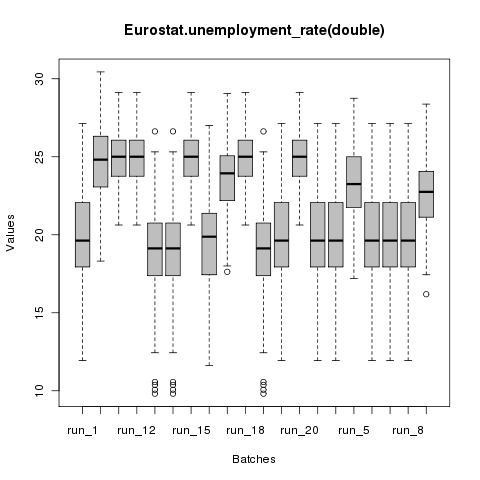 Eurostat.unemployment_rate(double)
30
25
20
15
10
Values
run_1 run_12 run_15 run_18 run_20 run_5 run_8
Batches